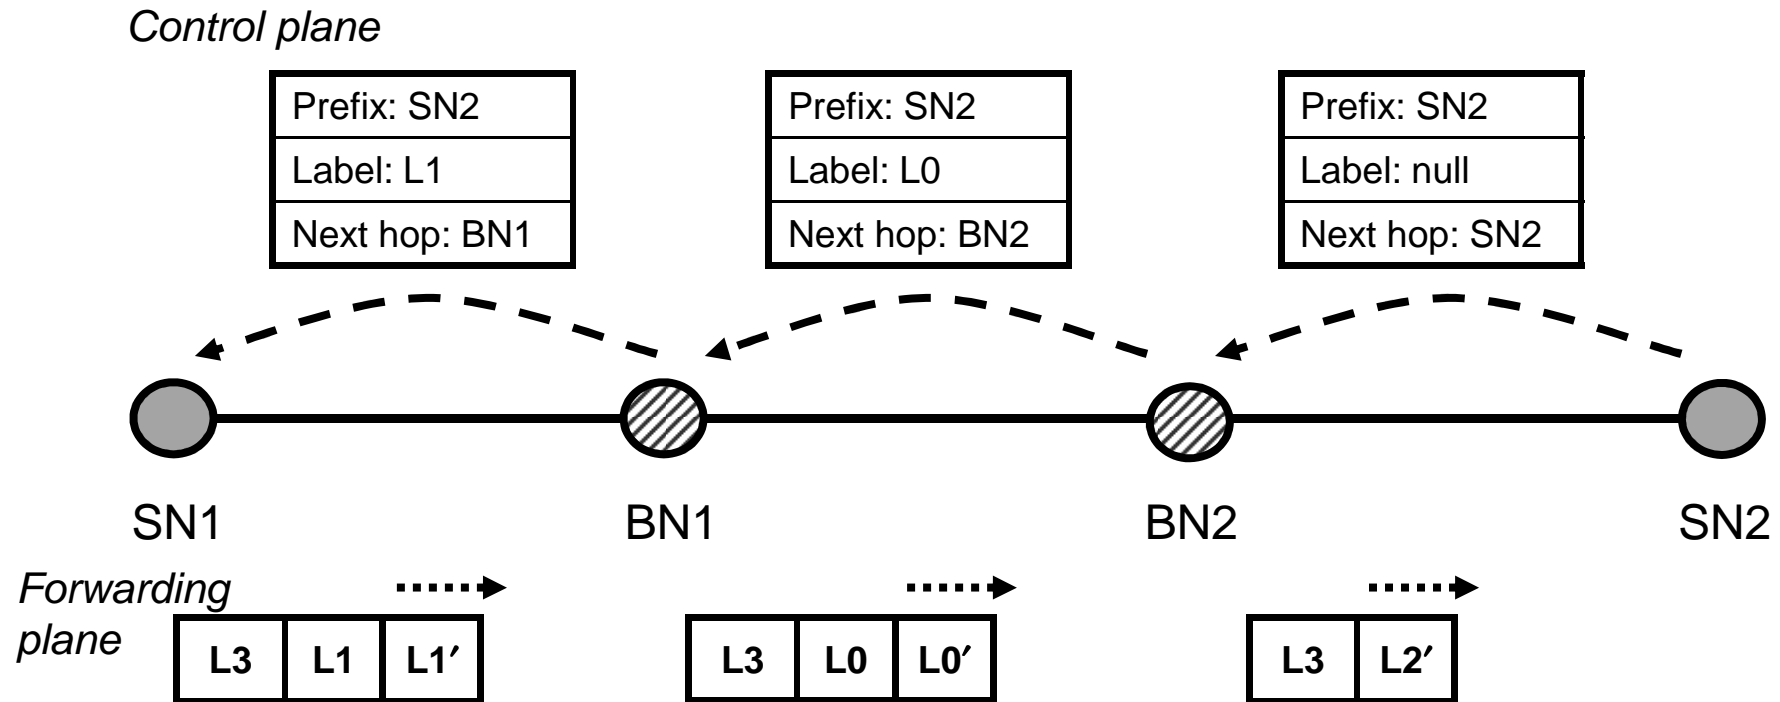 Control plane
Prefix: SN2
Label: L1
Next hop: BN1
Prefix: SN2
Label: L0
Next hop: BN2
Prefix: SN2
Label: null
Next hop: SN2
SN1
BN1
BN2
SN2
Forwarding
plane
L3 L1 L1′
L3 L0 L0′
L3 L2′